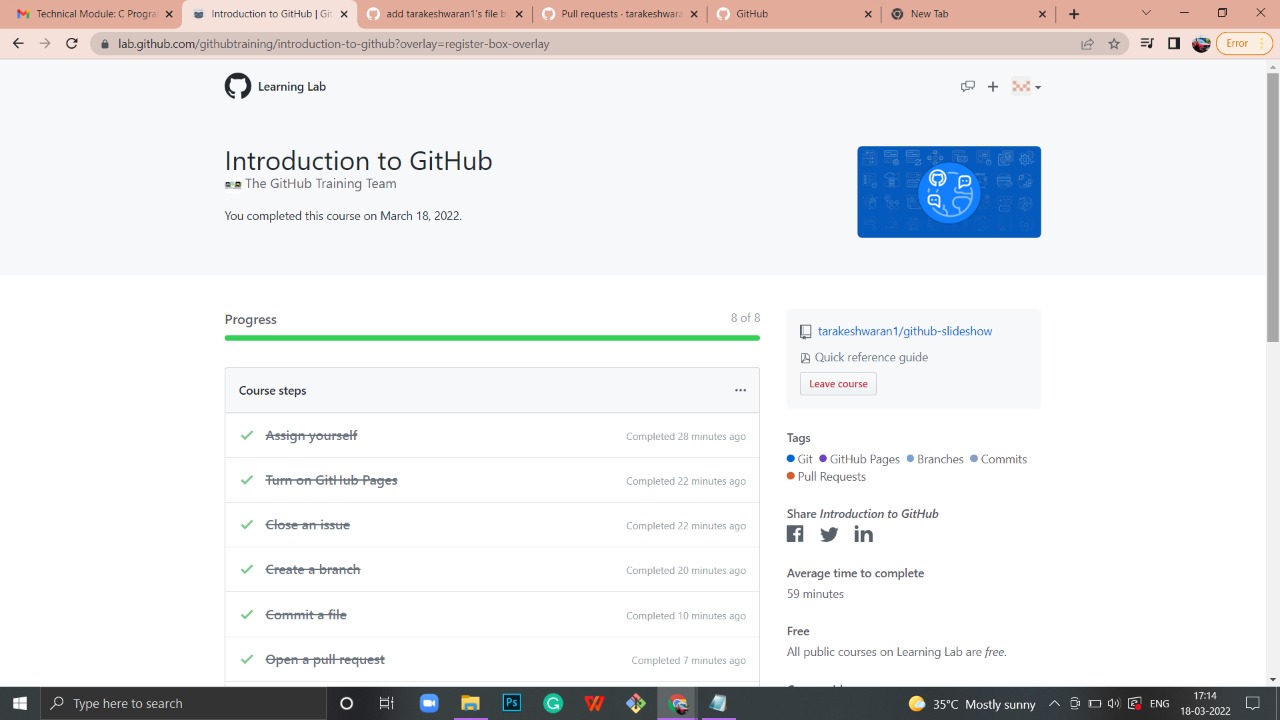 Technical Module: C Progra
Introduction to GitHub | Git
add tarakeshwaran1's file b
Pull requests · tarakeshwara
GitHub
New Tab
lab.github.com/githubtraining/introduction-to-github?overlay=register-box-overlay
Error
Learning Lab
Introduction to GitHub
The GitHub Training Team
You completed this course on March 18, 2022.
Progress
8 of 8
tarakeshwaran1/github-slideshow
Quick reference guide
Leave course
Course steps
Assign yourself
Completed 28 minutes ago
Turn on GitHub Pages
Completed 22 minutes ago
Close an issue
Completed 22 minutes ago
Create a branch
Completed 20 minutes ago
Commit a file
Completed 10 minutes ago
Open a pull request
Completed 7 minutes ago
Tags
Git GitHub Pages Branches Commits
Pull Requests
Share Introduction to GitHub
Average time to complete
59 minutes
Free
All public courses on Learning Lab are free.
Type here to search
Ps
35°C Mostly sunny
ENG
17:14
18-03-2022